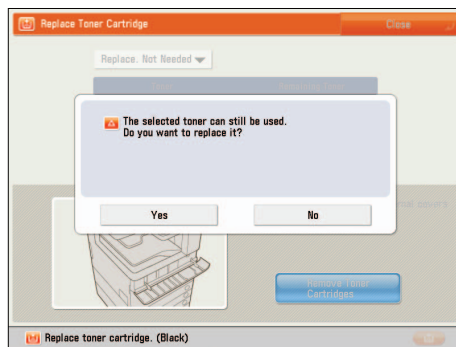 Replace Toner Cartridge
Close
Replace. Not Needed
The selected toner can still be used.
Do you want to replace it?
Yes
No
Remove Toner
Cartridges
Replace toner cartridge. (Black)